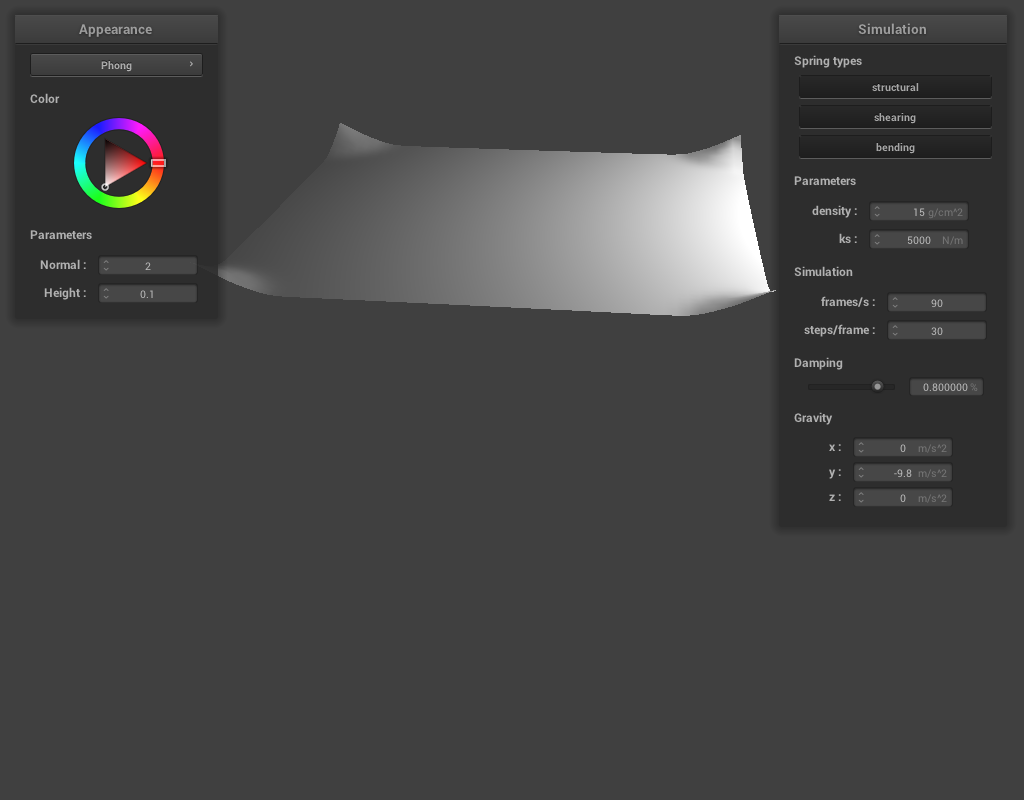 Appearance
Phong ›
Color
Parameters
Normal : 2
Height : 0.1
Simulation
Spring types
structural
shearing
bending
Parameters
density : 15 g/cm^2
ks : 5000 N/m
Simulation
frames/s : 90
steps/frame : 30
Damping
0.800000 %
Gravity
x : 0 m/s^2
y : -9.8 m/s^2
z : 0 m/s^2